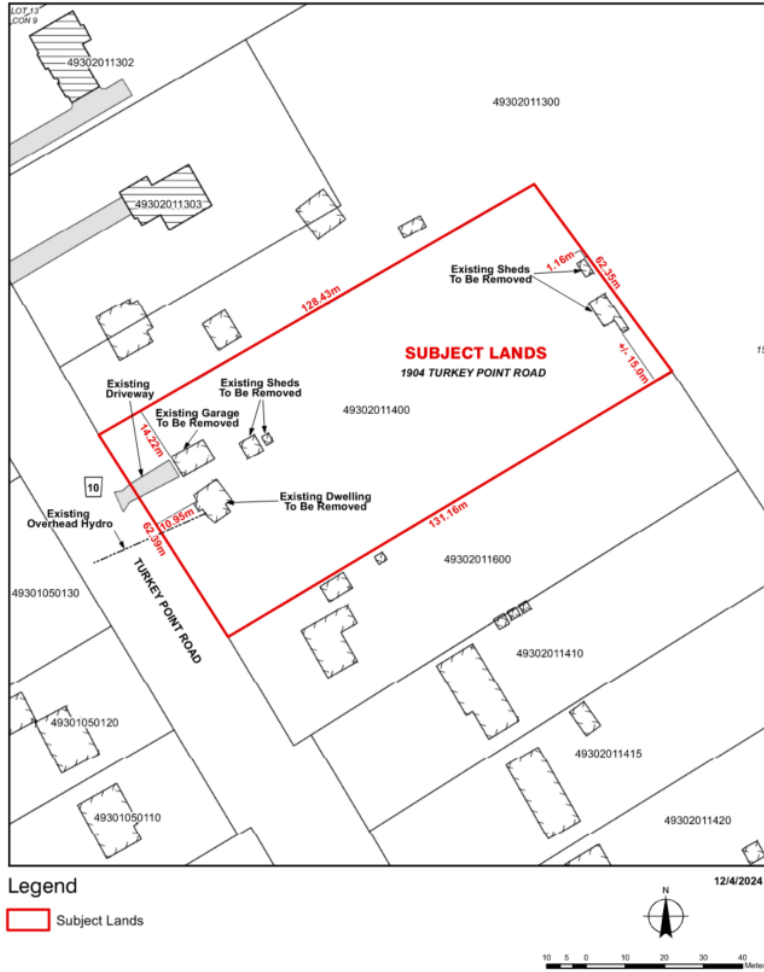 LOT 13
CON 9
49302011302
49302011300
49302011303
1.16m
62.35m
Existing Sheds
To Be Removed
128.43m
+/- 15.0m
SUBJECT LANDS
1904 TURKEY POINT ROAD
15
Existing
Driveway
Existing Sheds
To Be Removed
49302011400
Existing Garage
To Be Removed
14.22m
10
Existing Dwelling
To Be Removed
Existing
Overhead Hydro
10.95m
62.39m
131.16m
49302011600
TURKEY POINT ROAD
49301050130
49302011410
49301050120
49302011415
49301050110
49302011420
Legend
12/4/2024
Subject Lands
N
10 5 0 10 20 30 40
Meter